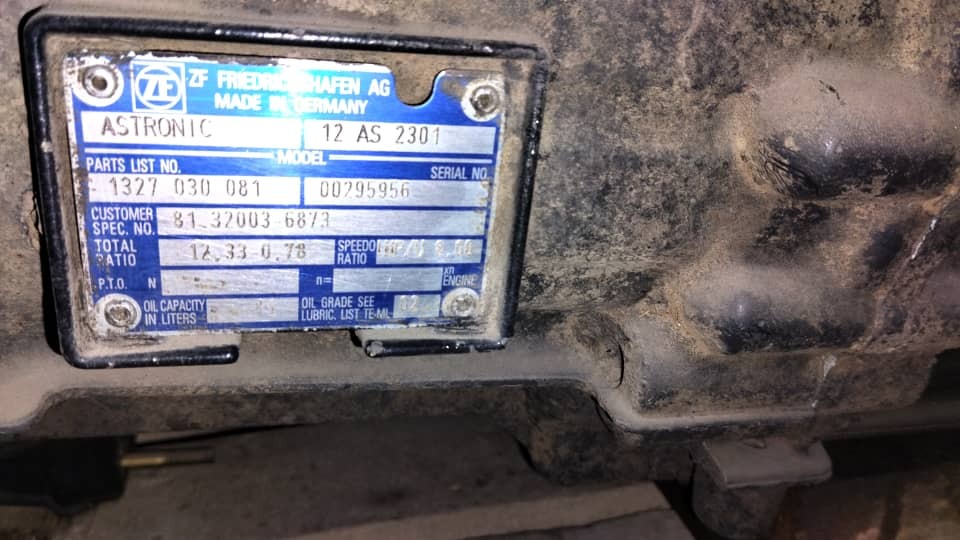 ZF ZF FRIEDRICHSHAFEN AG
MADE IN GERMANY
ASTRONIC 12 AS 2301
MODEL
PARTS LIST NO. SERIAL NO.
1327 030 081 00295956
CUSTOMER SPEC. NO. 81.32003-6873
TOTAL RATIO 12.33-0.78 SPEEDO RATIO
P.T.O. N n= ENGINE
OIL CAPACITY IN LITERS OIL GRADE SEE LUBRIC. LIST TE-ML 02